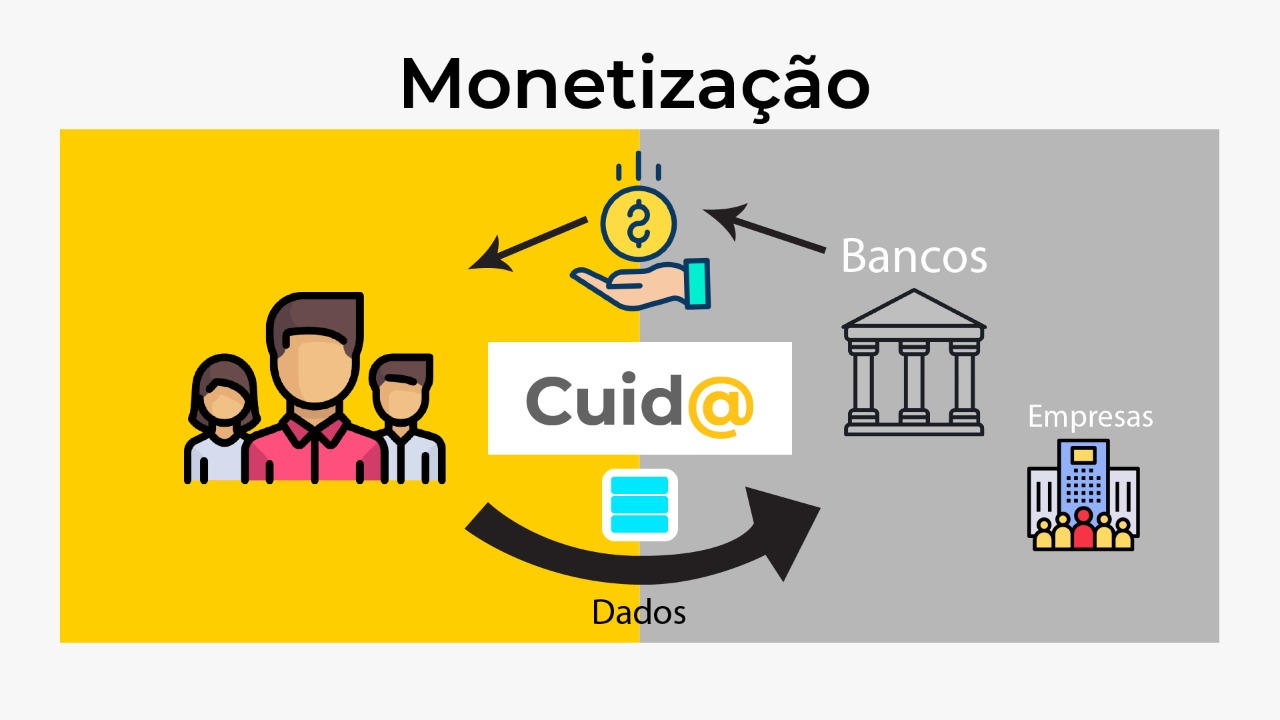 Monetização
Bancos
Cuid@
Empresas
Dados